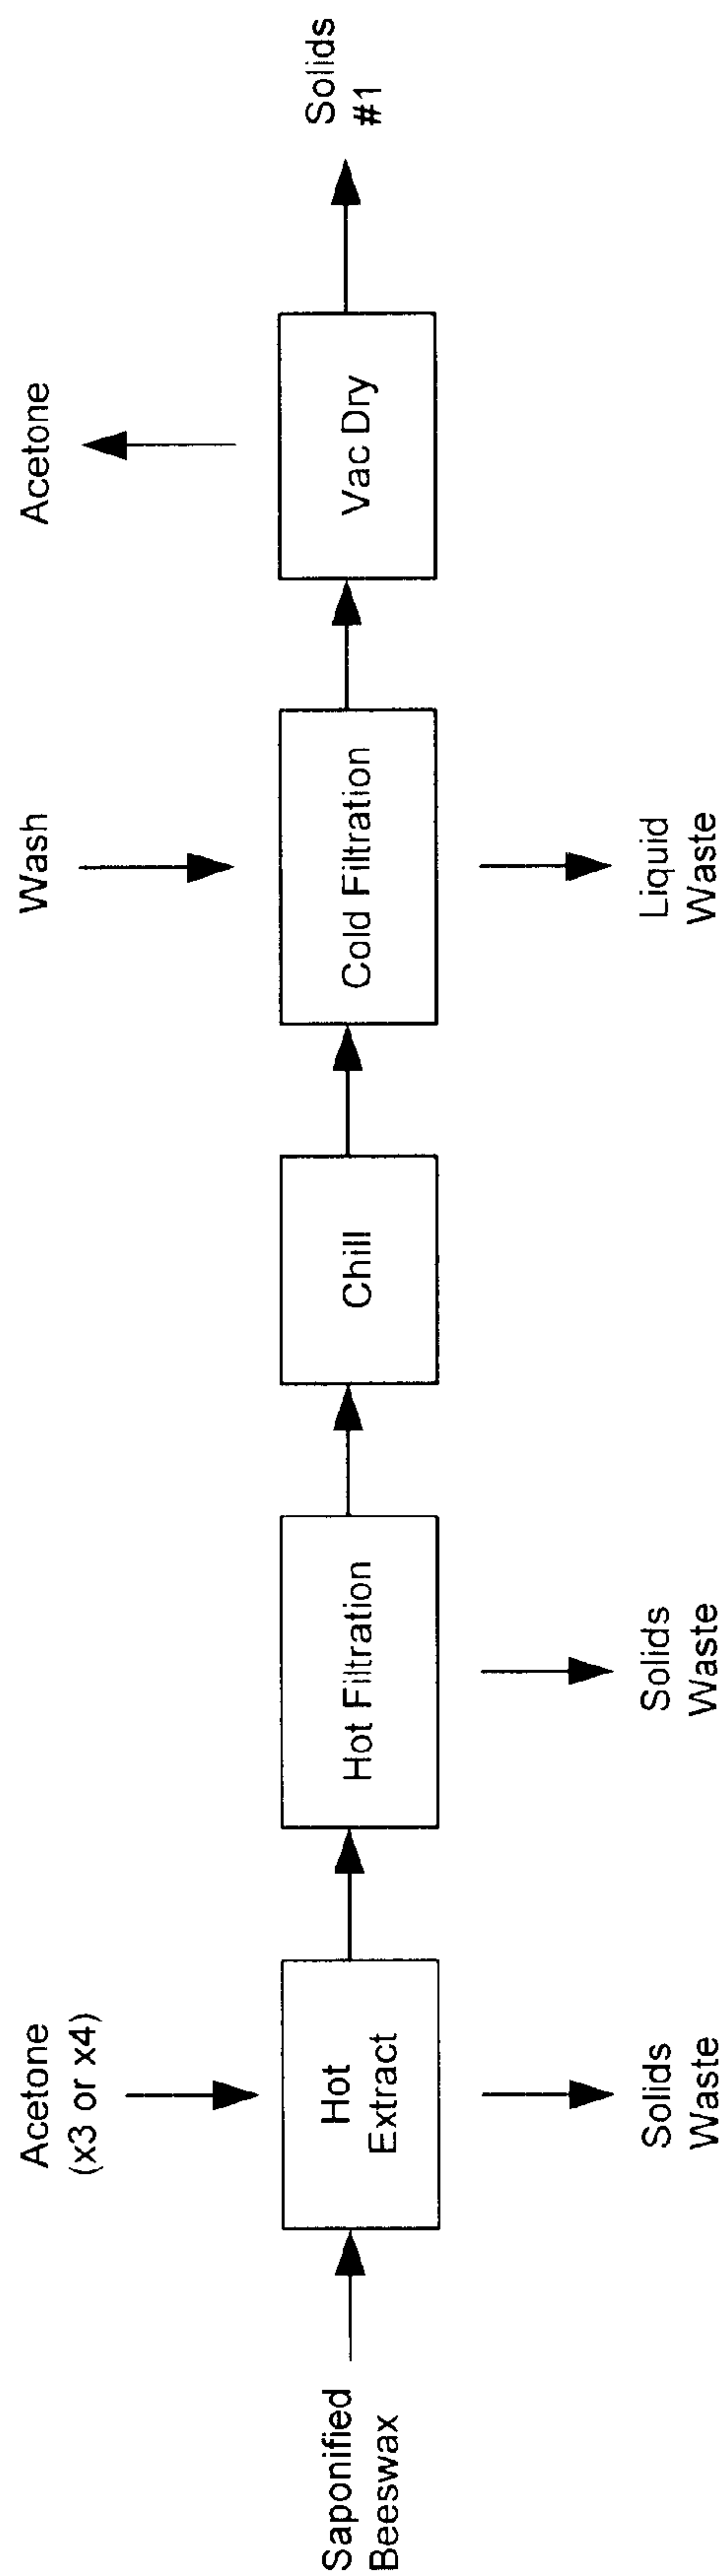 Saponified
Beeswax
Acetone
(x3 or x4)
Hot
Extract
Solids
Waste
Hot Filtration
Solids
Waste
Chill
Wash
Cold Filtration
Liquid
Waste
Acetone
Vac Dry
Solids
#1